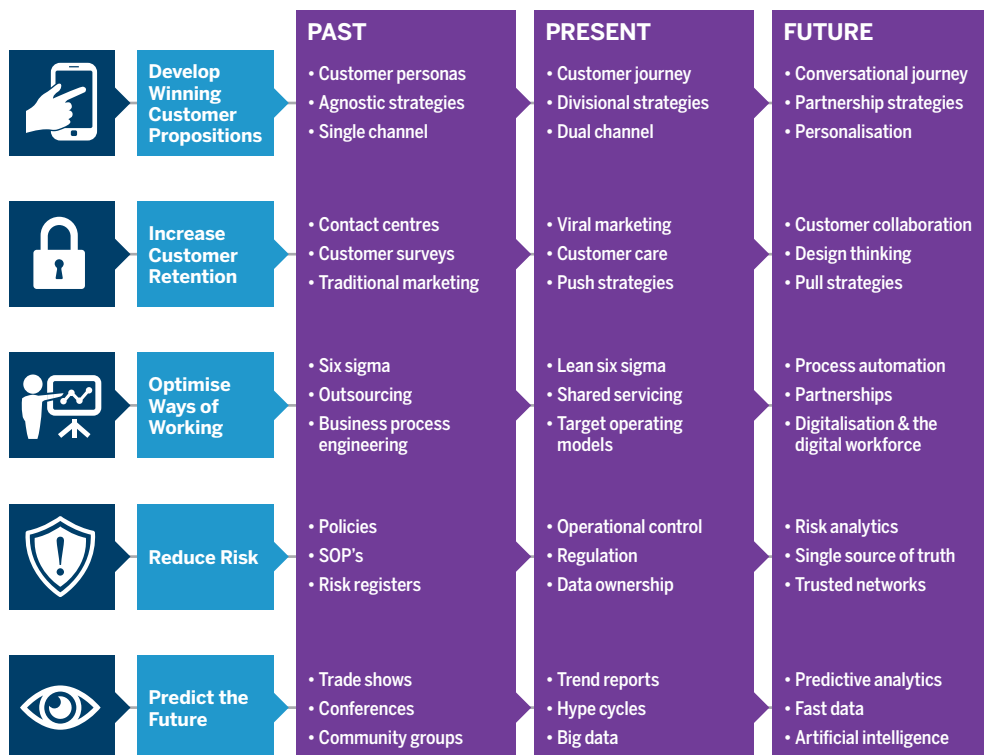 PAST
PRESENT
FUTURE
Develop
Winning
Customer
Propositions
• Customer personas
• Agnostic strategies
• Single channel
• Customer journey
• Divisional strategies
• Dual channel
• Conversational journey
• Partnership strategies
• Personalisation
Increase
Customer
Retention
• Contact centres
• Customer surveys
• Traditional marketing
• Viral marketing
• Customer care
• Push strategies
• Customer collaboration
• Design thinking
• Pull strategies
Optimise
Ways of
Working
• Six sigma
• Outsourcing
• Business process
engineering
• Lean six sigma
• Shared servicing
• Target operating
models
• Process automation
• Partnerships
• Digitalisation & the
digital workforce
Reduce Risk
• Policies
• SOP's
• Risk registers
• Operational control
• Regulation
• Data ownership
• Risk analytics
• Single source of truth
• Trusted networks
Predict the
Future
• Trade shows
• Conferences
• Community groups
• Trend reports
• Hype cycles
• Big data
• Predictive analytics
• Fast data
• Artificial intelligence